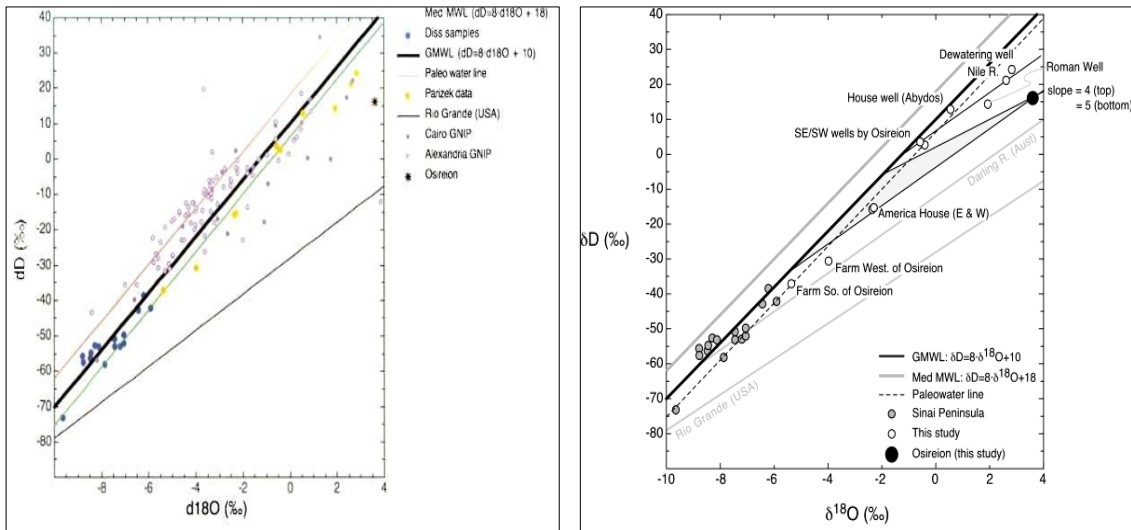 Med MWL (dD=8·d18O + 18)
Diss samples
GMWL (dD=8·d18O + 10)
Paleo water line
Parizek data
Rio Grande (USA)
Cairo GNIP
Alexandria GNIP
Osireion
40
30
20
10
0
-10
-20
-30
-40
-50
-60
-70
-80
dD (‰)
-8
-6
-4
-2
0
2
4
d18O (‰)
40
30
20
10
0
-10
-20
-30
-40
-50
-60
-70
-80
δD (‰)
Dewatering well
Nile R.
Roman Well
House well (Abydos)
slope = 4 (top)
= 5 (bottom)
SE/SW wells by Osireion
Darling R. (Aust)
America House (E & W)
Farm West. of Osireion
Farm So. of Osireion
Rio Grande (USA)
GMWL: δD=8·δ18O+10
Med MWL: δD=8·δ18O+18
Paleowater line
Sinai Peninsula
This study
Osireion (this study)
-10
-8
-6
-4
-2
0
2
4
δ18O (‰)